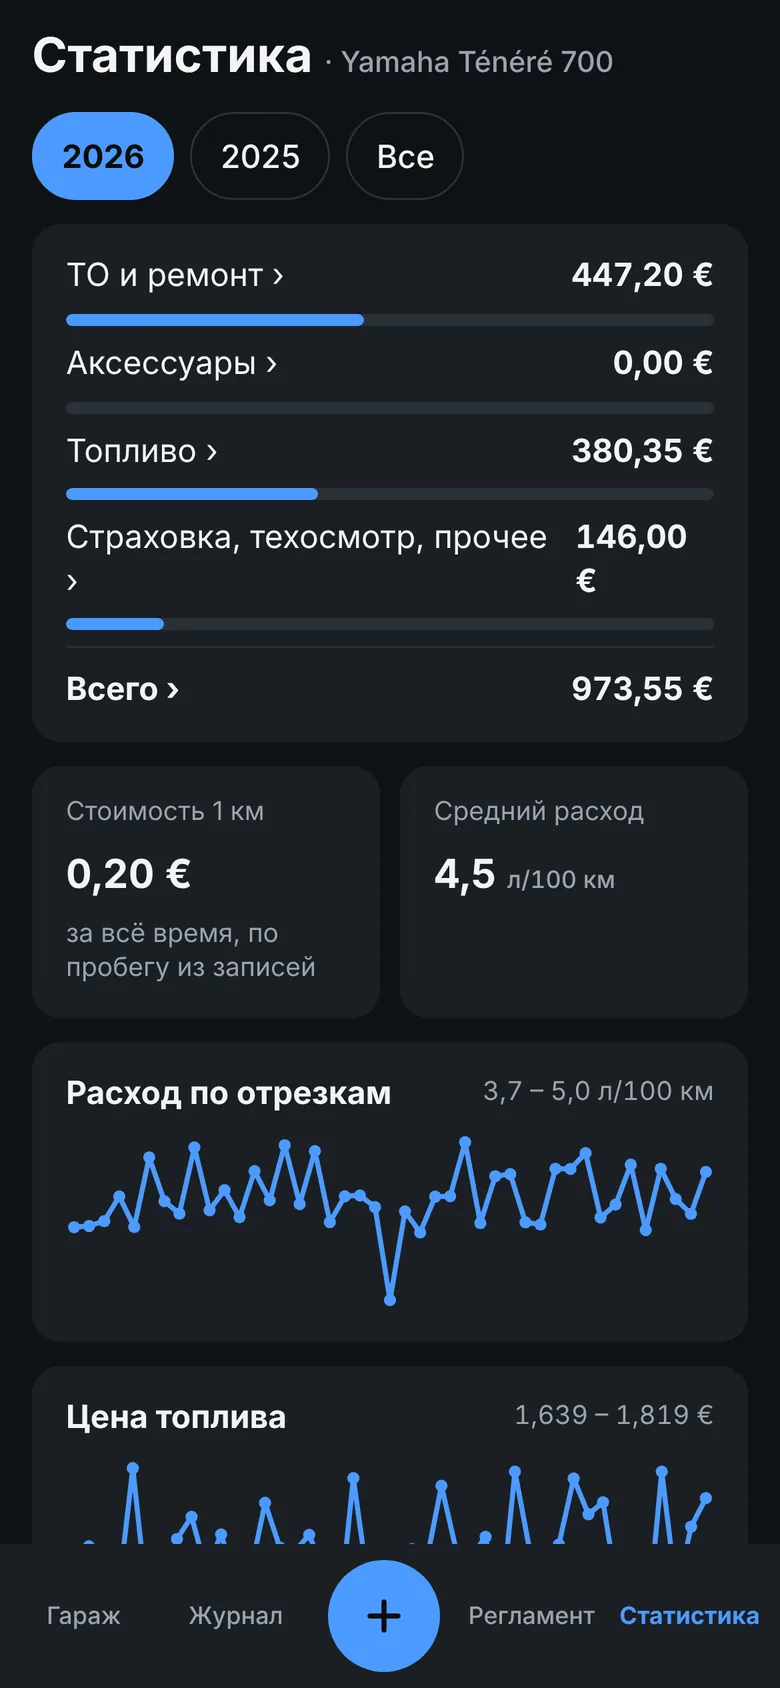 Статистика · Yamaha Ténéré 700
2026 2025 Все
ТО и ремонт › 447,20 €
Аксессуары › 0,00 €
Топливо › 380,35 €
Страховка, техосмотр, прочее 146,00
› €
Всего › 973,55 €
Стоимость 1 км
0,20 €
за всё время, по
пробегу из записей
Средний расход
4,5 л/100 км
Расход по отрезкам 3,7 – 5,0 л/100 км
Цена топлива 1,639 – 1,819 €
Гараж Журнал + Регламент Статистика